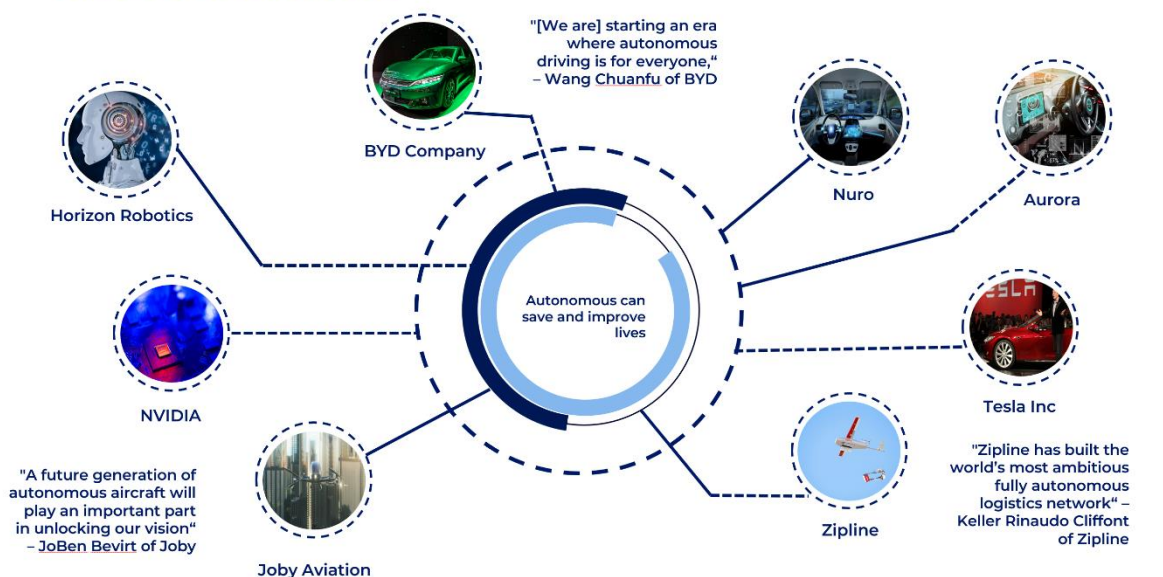 "[We are] starting an era
where autonomous
driving is for everyone,“
– Wang Chuanfu of BYD
BYD Company
Horizon Robotics
Nuro
Aurora
Autonomous can
save and improve
lives
TESLA
NVIDIA
Tesla Inc
"A future generation of
autonomous aircraft will
play an important part
in unlocking our vision“
– JoBen Bevirt of Joby
Joby Aviation
Zipline
"Zipline has built the
world’s most ambitious
fully autonomous
logistics network“ –
Keller Rinaudo Cliffont
of Zipline